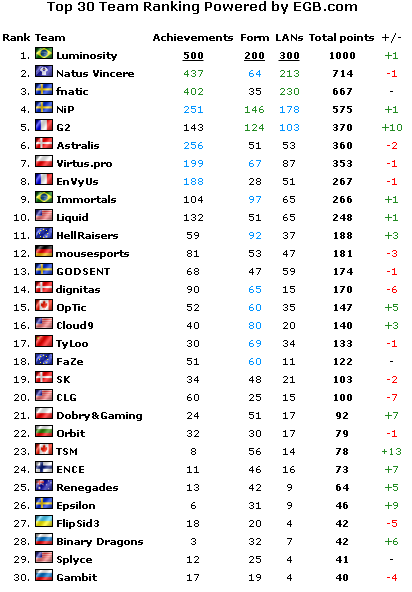 Top 30 Team Ranking Powered by EGB.com
Rank Team Achievements Form LANs Total points +/-
1. Luminosity 500 200 300 1000 +1
2. Natus Vincere 437 64 213 714 -1
3. fnatic 402 35 230 667 -
4. NiP 251 146 178 575 +1
5. G2 143 124 103 370 +10
6. Astralis 256 51 53 360 -2
7. Virtus.pro 199 67 87 353 -1
8. EnVyUs 188 28 51 267 -1
9. Immortals 104 97 65 266 +1
10. Liquid 132 51 65 248 +1
11. HellRaisers 59 92 37 188 +3
12. mousesports 81 53 47 181 -3
13. GODSENT 68 47 59 174 -1
14. dignitas 90 65 15 170 -6
15. OpTic 52 60 35 147 +5
16. Cloud9 40 80 20 140 +3
17. TyLoo 30 69 34 133 -1
18. FaZe 51 60 11 122 -
19. SK 34 48 21 103 -2
20. CLG 60 25 15 100 -7
21. Dobry&Gaming 24 51 17 92 +7
22. Orbit 32 30 17 79 -1
23. TSM 8 56 14 78 +13
24. ENCE 11 46 16 73 +7
25. Renegades 13 42 9 64 +5
26. Epsilon 6 31 9 46 +9
27. FlipSid3 18 20 4 42 -5
28. Binary Dragons 3 32 7 42 +6
29. Splyce 12 25 4 41 -
30. Gambit 17 19 4 40 -4